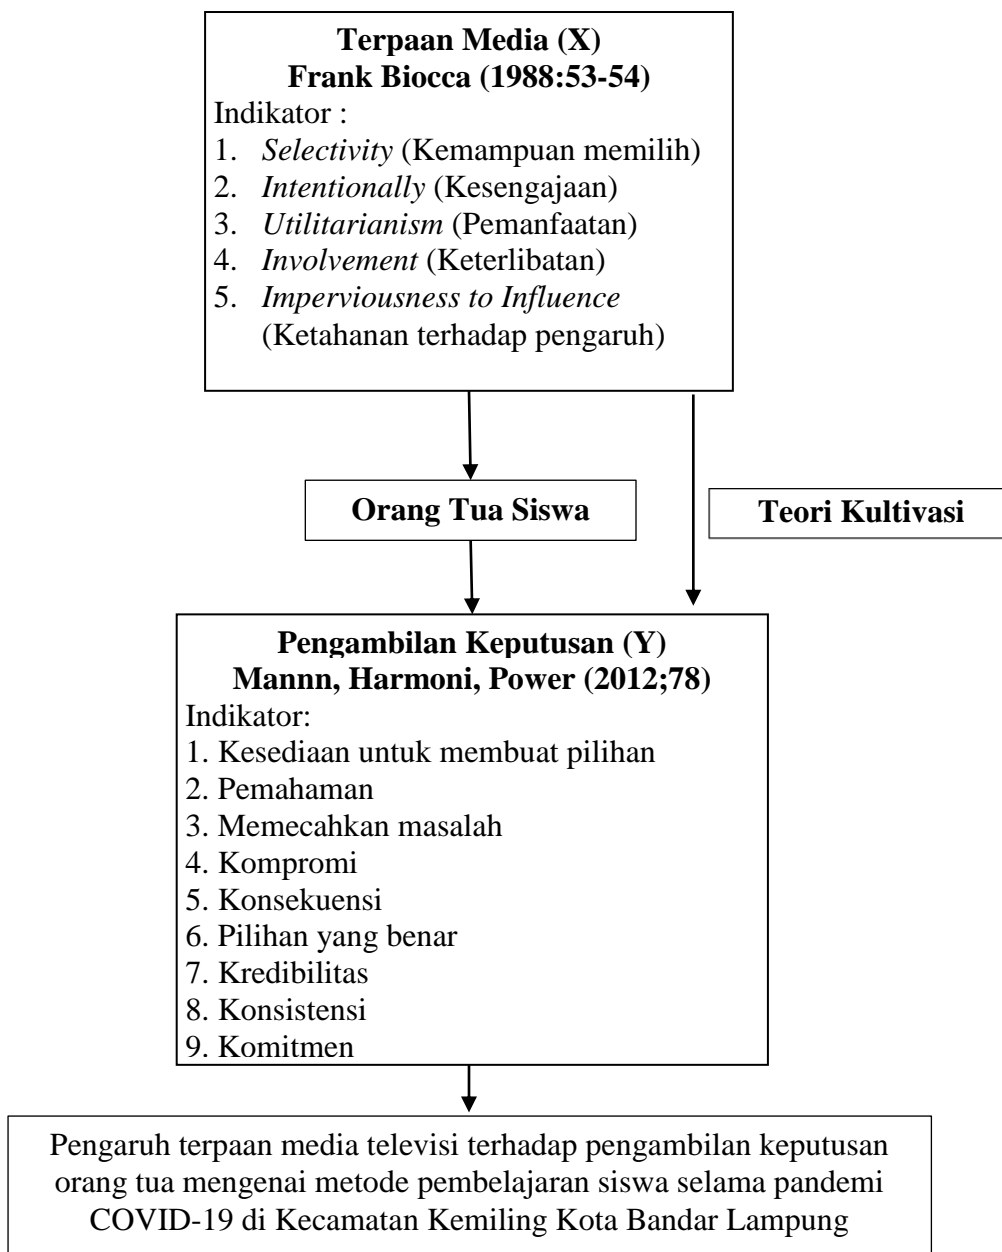 Terpaan Media (X)
Frank Biocca (1988:53-54)
Indikator :
1. Selectivity (Kemampuan memilih)
2. Intentionally (Kesengajaan)
3. Utilitarianism (Pemanfaatan)
4. Involvement (Keterlibatan)
5. Imperviousness to Influence
(Ketahanan terhadap pengaruh)
Orang Tua Siswa
Teori Kultivasi
Pengambilan Keputusan (Y)
Mannn, Harmoni, Power (2012;78)
Indikator:
1. Kesediaan untuk membuat pilihan
2. Pemahaman
3. Memecahkan masalah
4. Kompromi
5. Konsekuensi
6. Pilihan yang benar
7. Kredibilitas
8. Konsistensi
9. Komitmen
Pengaruh terpaan media televisi terhadap pengambilan keputusan
orang tua mengenai metode pembelajaran siswa selama pandemi
COVID-19 di Kecamatan Kemiling Kota Bandar Lampung